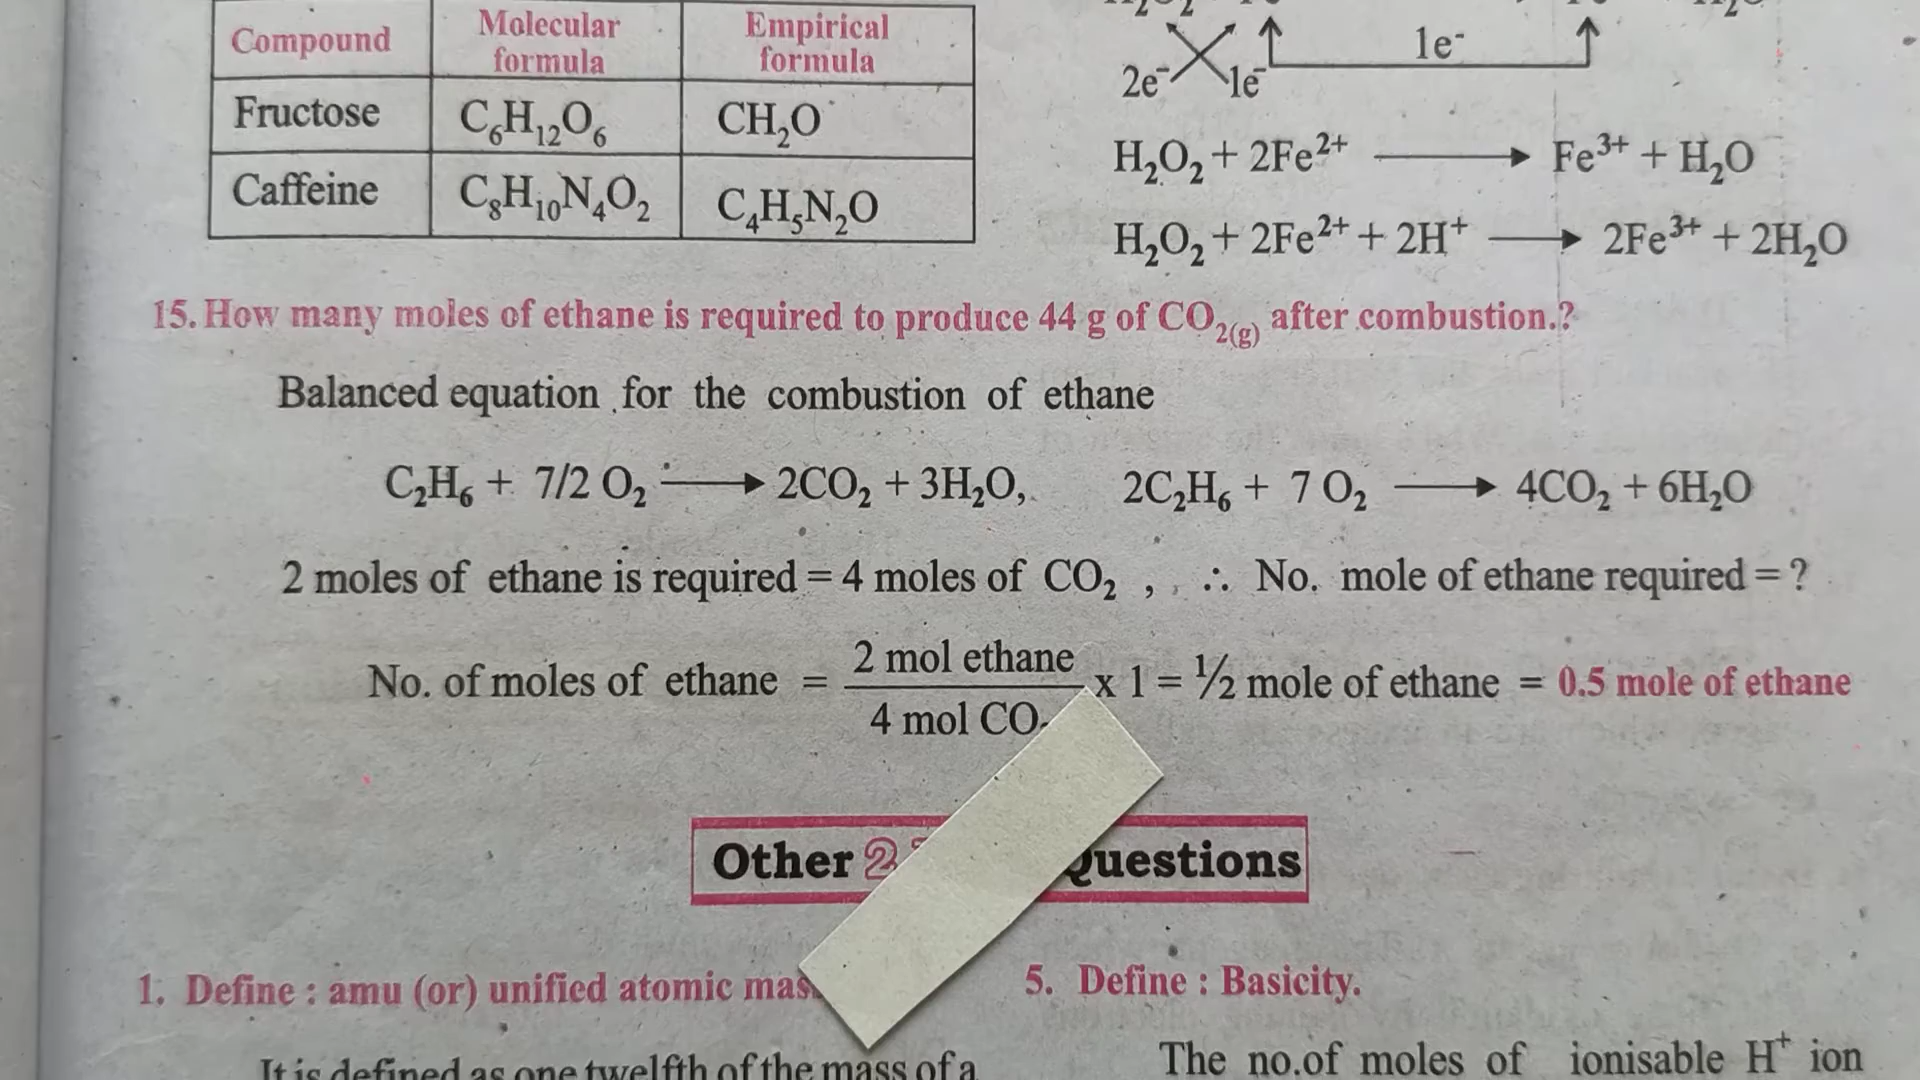 Compound Molecular formula Empirical formula
Fructose C₆H₁₂O₆ CH₂O
Caffeine C₈H₁₀N₄O₂ C₄H₅N₂O
1e⁻
2e⁻ 1e⁻
H₂O₂ + 2Fe²⁺ ⟶ Fe³⁺ + H₂O
H₂O₂ + 2Fe²⁺ + 2H⁺ ⟶ 2Fe³⁺ + 2H₂O
15. How many moles of ethane is required to produce 44 g of CO₂(g) after combustion.?
Balanced equation for the combustion of ethane
C₂H₆ + 7/2 O₂ ⟶ 2CO₂ + 3H₂O, 2C₂H₆ + 7 O₂ ⟶ 4CO₂ + 6H₂O
2 moles of ethane is required = 4 moles of CO₂ , ∴ No. mole of ethane required = ?
No. of moles of ethane = 2 mol ethane / 4 mol CO x 1 = ½ mole of ethane = 0.5 mole of ethane
Other 2 Questions
1. Define : amu (or) unified atomic
It is defined as one twelfth of the mass of a
5. Define : Basicity.
The no.of moles of ionisable H⁺ ion